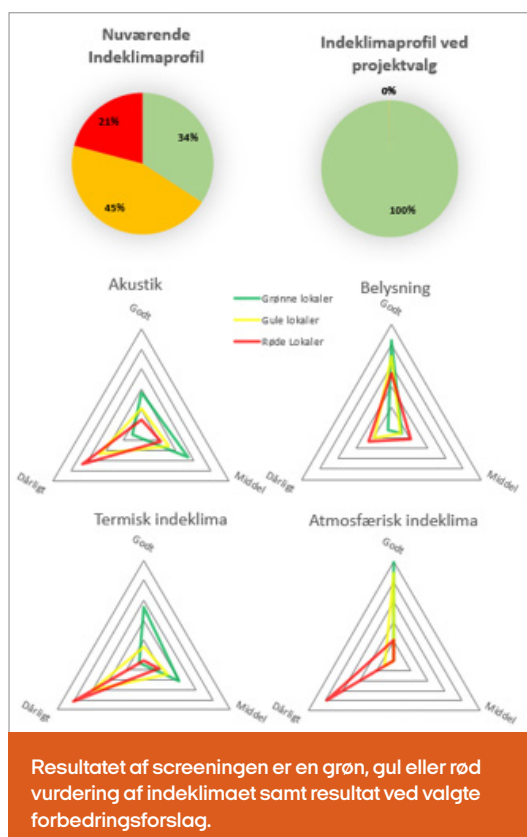 Nuværende
Indeklimaprofil
Indeklimaprofil ved
projektvalg
21%
34%
45%
0%
100%
Akustik
Grønne lokaler
Gule lokaler
Røde Lokaler
Belysning
Godt
Dårligt
Middel
Godt
Dårligt
Middel
Termisk indeklima
Atmosfærisk indeklima
Godt
Dårligt
Middel
Godt
Dårligt
Middel
Resultatet af screeningen er en grøn, gul eller rød
vurdering af indeklimaet samt resultat ved valgte
forbedringsforslag.